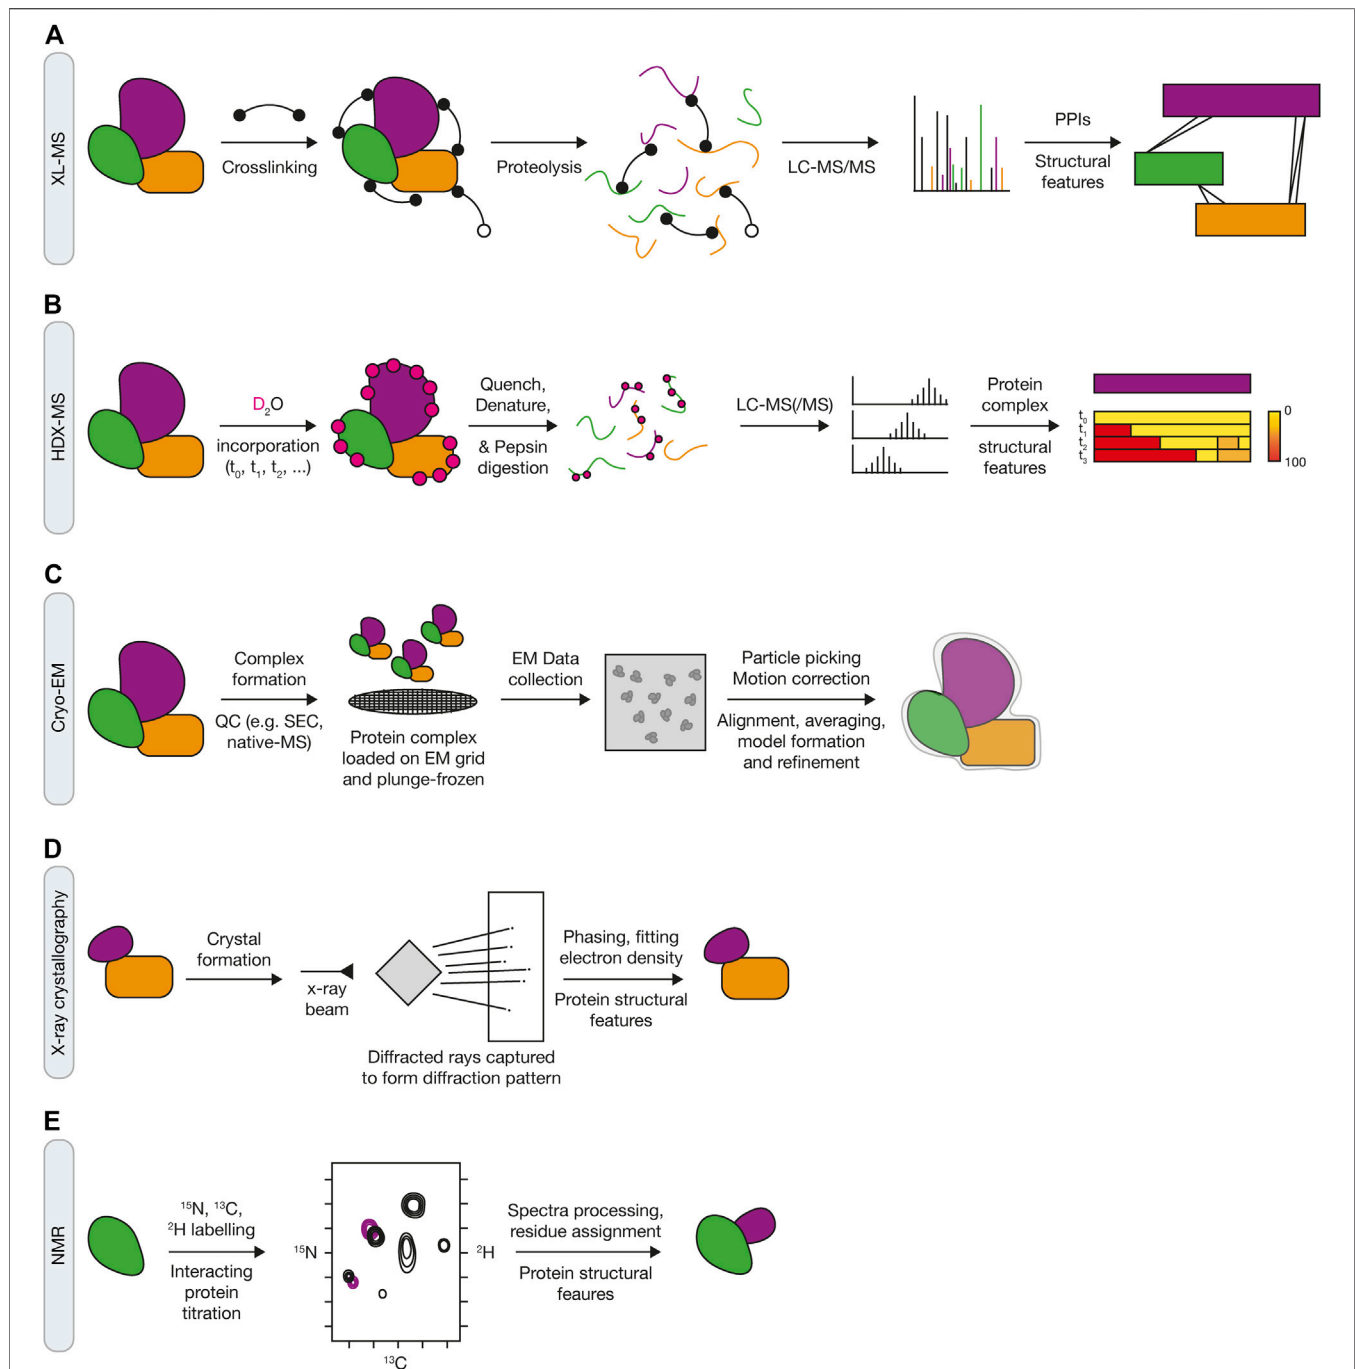 A
XL-MS
Crosslinking
Proteolysis
LC-MS/MS
PPIs
Structural
features
B
HDX-MS
D₂O
incorporation
(t₀, t₁, t₂, ...)
Quench,
Denature,
& Pepsin
digestion
LC-MS(/MS)
Protein
complex
structural
features
t₀
t₁
t₂
t₃
0
100
C
Cryo-EM
Complex
formation
QC (e.g. SEC,
native-MS)
Protein complex
loaded on EM grid
and plunge-frozen
EM Data
collection
Particle picking
Motion correction
Alignment, averaging,
model formation
and refinement
D
X-ray crystallography
Crystal
formation
x-ray
beam
Diffracted rays captured
to form diffraction pattern
Phasing, fitting
electron density
Protein structural
features
E
NMR
¹⁵N, ¹³C,
²H labelling
Interacting
protein
titration
¹⁵N
²H
¹³C
Spectra processing,
residue assignment
Protein structural
feaures